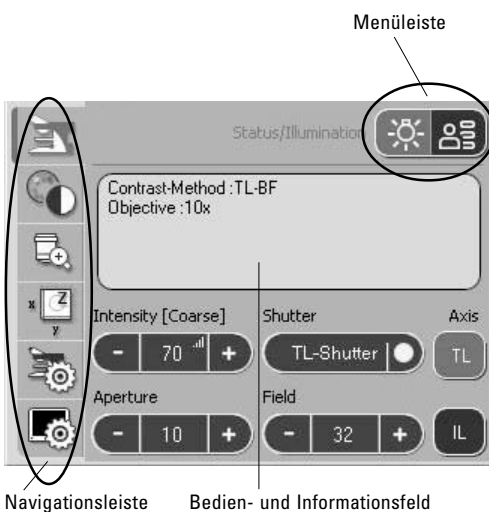 Menüleiste
Status/Illumination
Contrast-Method :TL-BF
Objective :10x
x Z
y
Intensity [Coarse] Shutter Axis
- 70 + TL-Shutter TL
Aperture Field
- 10 + - 32 + IL
Navigationsleiste Bedien- und Informationsfeld